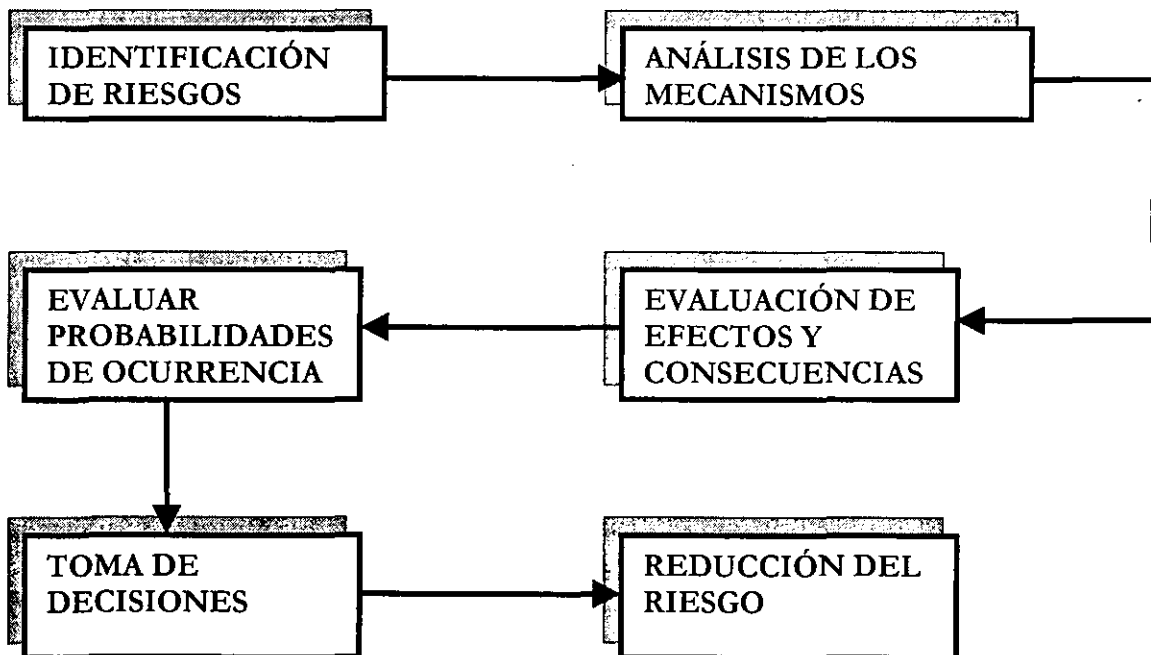 IDENTIFICACIÓN
DE RIESGOS
ANÁLISIS DE LOS
MECANISMOS
EVALUACIÓN DE
EFECTOS Y
CONSECUENCIAS
EVALUAR
PROBABILIDADES
DE OCURRENCIA
TOMA DE
DECISIONES
REDUCCIÓN DEL
RIESGO